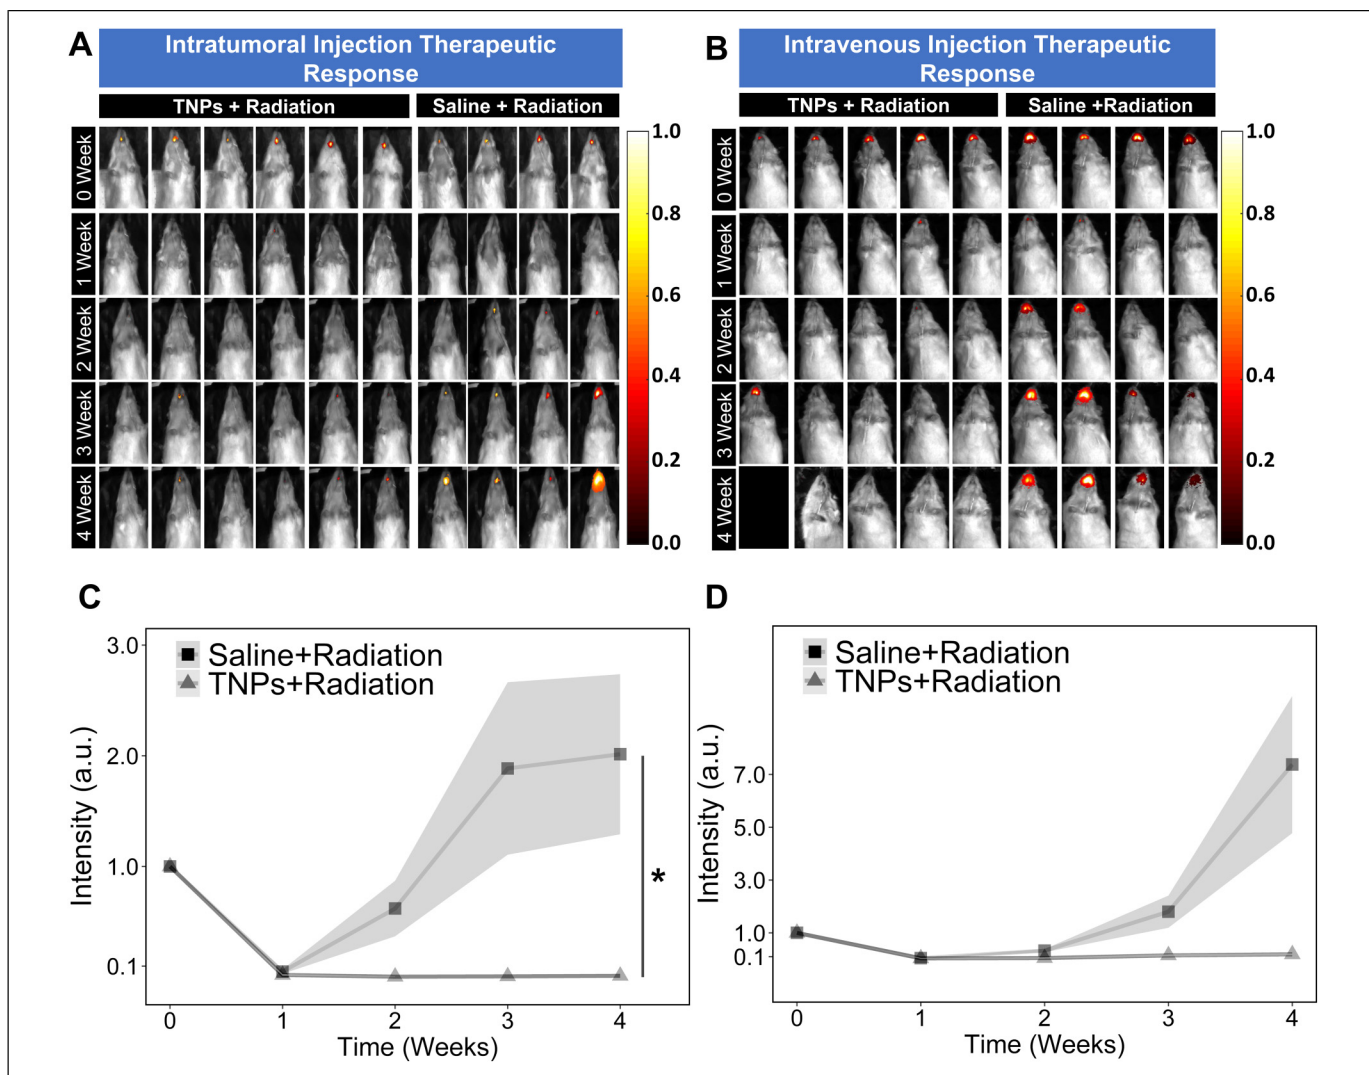 A
Intratumoral Injection Therapeutic
Response
TNPs + Radiation
Saline + Radiation
0 Week
1 Week
2 Week
3 Week
4 Week
1.0
0.8
0.6
0.4
0.2
0.0
B
Intravenous Injection Therapeutic
Response
TNPs + Radiation
Saline +Radiation
0 Week
1 Week
2 Week
3 Week
4 Week
1.0
0.8
0.6
0.4
0.2
0.0
C
Saline+Radiation
TNPs+Radiation
Intensity (a.u.)
3.0
2.0
1.0
0.1
*
0 1 2 3 4
Time (Weeks)
D
Saline+Radiation
TNPs+Radiation
Intensity (a.u.)
7.0
5.0
3.0
1.0
0.1
0 1 2 3 4
Time (Weeks)